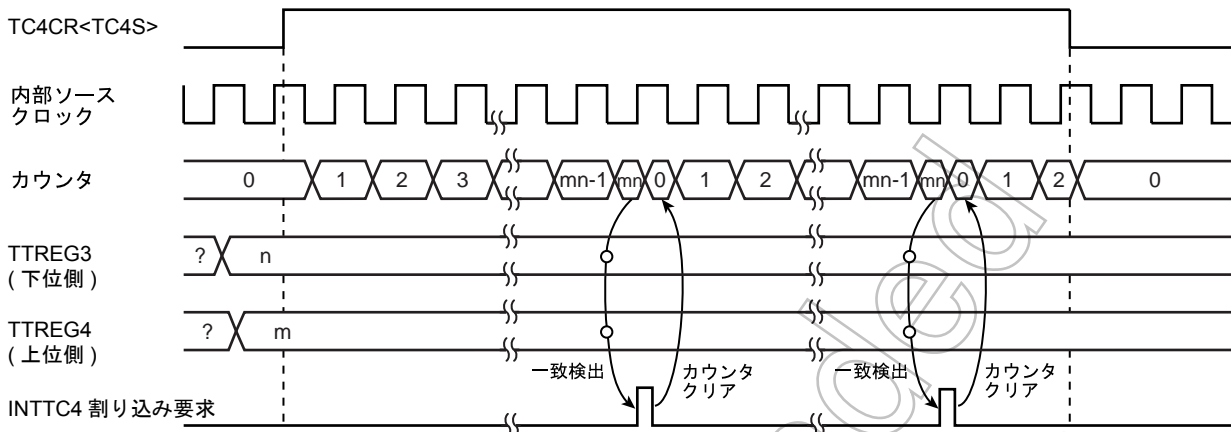 TC4CR<TC4S>
内部ソース
クロック
カウンタ
0 1 2 3 mn-1 mn 0 1 2 mn-1 mn 0 1 2 0
TTREG3
( 下位側 )
? n
TTREG4
( 上位側 )
? m
一致検出 カウンタ
クリア
一致検出 カウンタ
クリア
INTTC4 割り込み要求